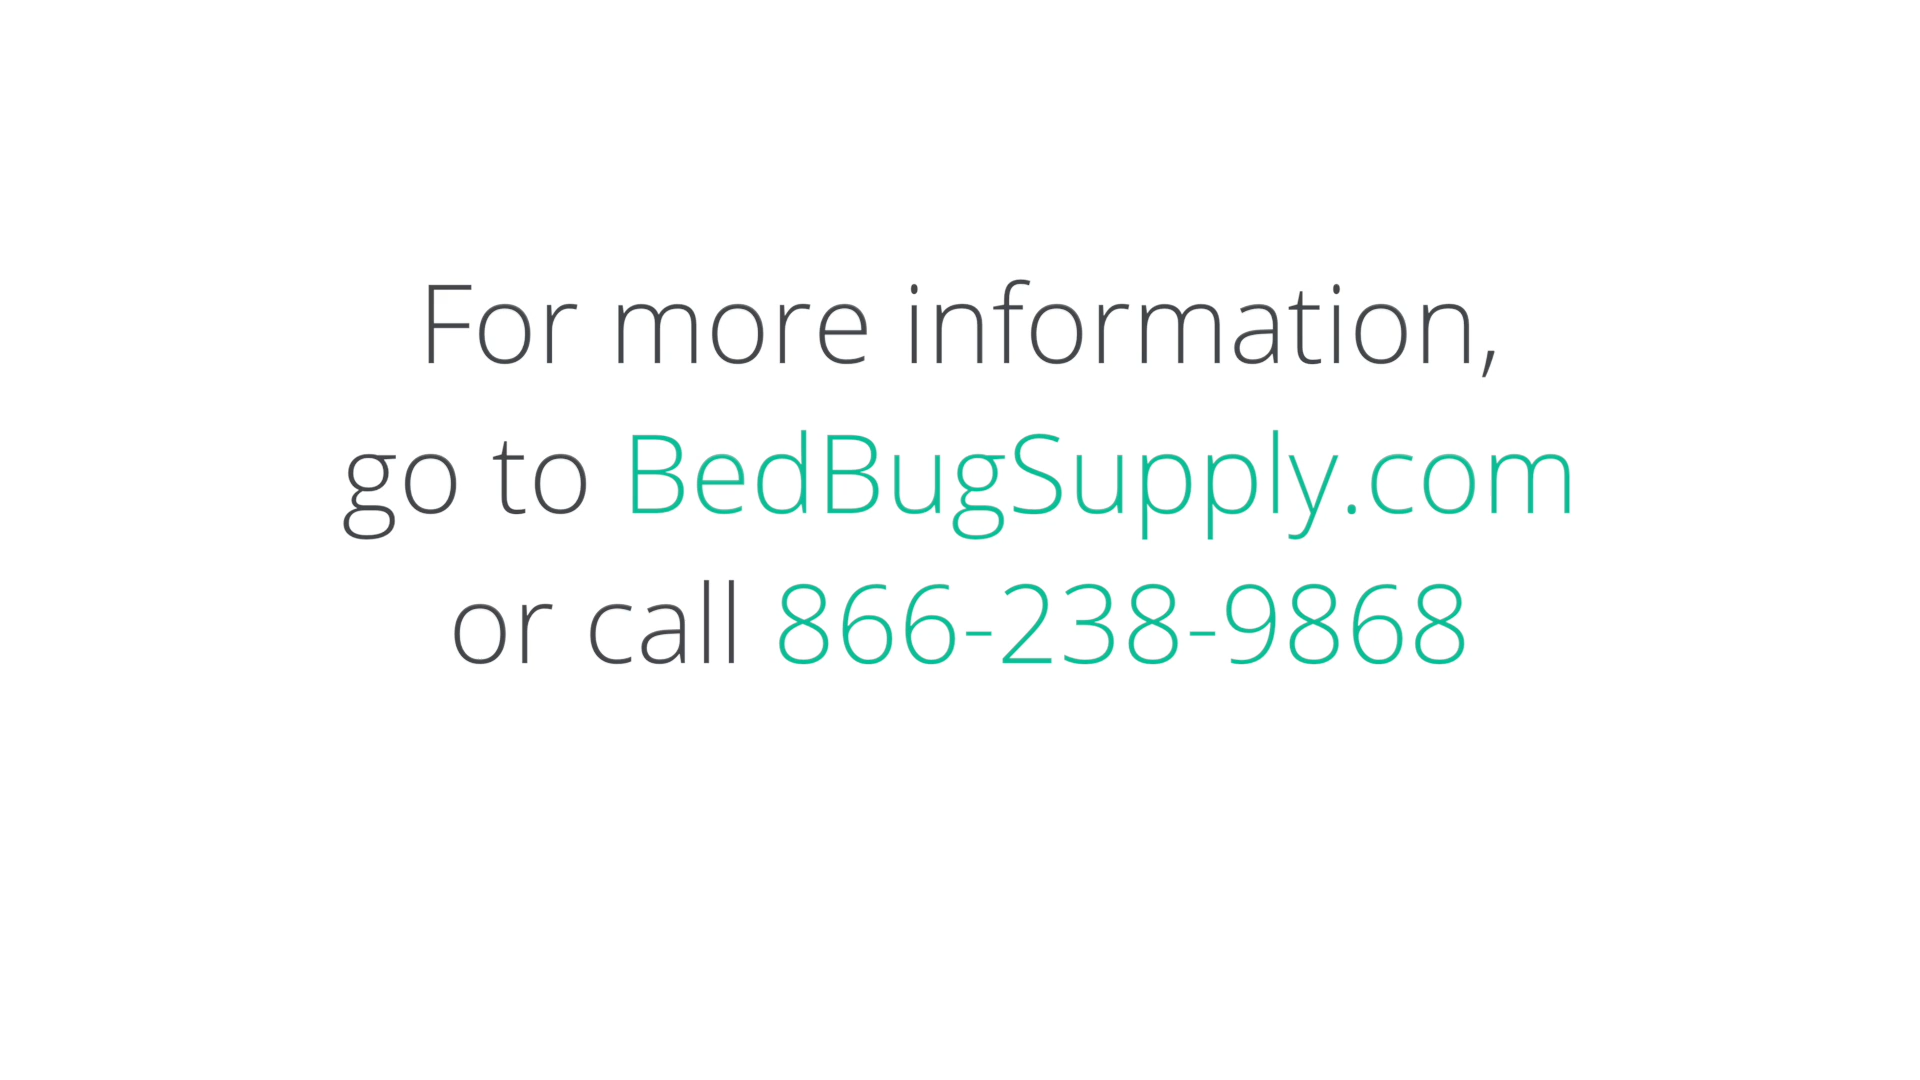 For more information,
go to BedBugSupply.com
or call 866-238-9868